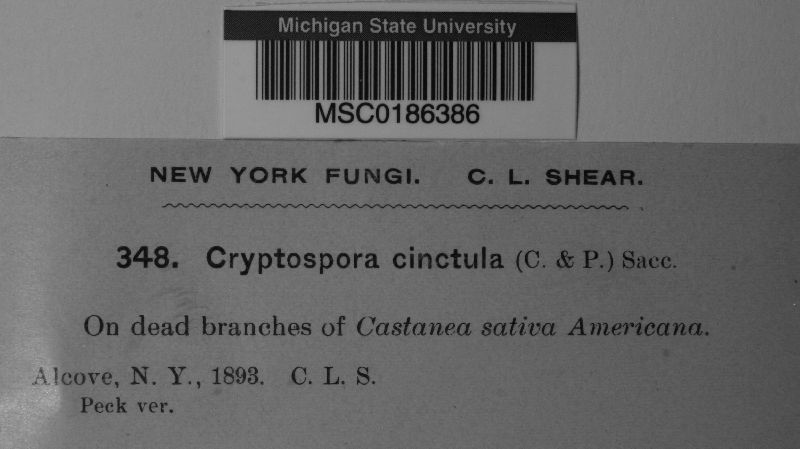 Michigan State University
MSC0186386
NEW YORK FUNGI. C. L. SHEAR.
348. Cryptospora cinctula (C. & P.) Sacc.
On dead branches of Castanea sativa Americana.
Alcove, N. Y., 1893. C. L. S.
Peck ver.